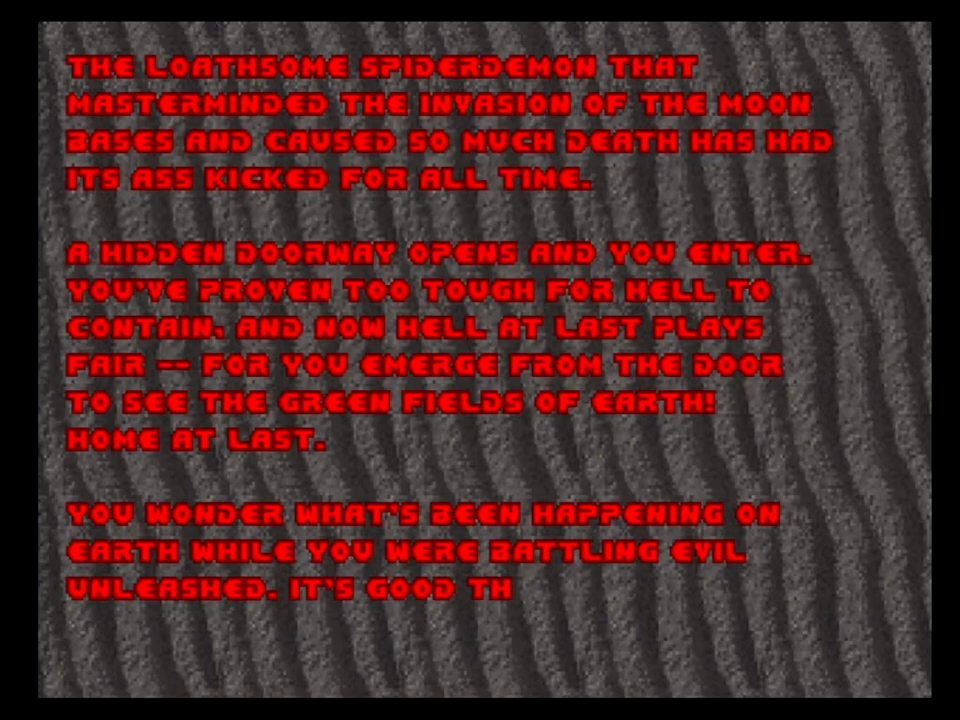 THE LOATHSOME SPIDERDEMON THAT
MASTERMINDED THE INVASION OF THE MOON
BASES AND CAUSED SO MUCH DEATH HAS HAD
ITS ASS KICKED FOR ALL TIME.
A HIDDEN DOORWAY OPENS AND YOU ENTER.
YOU'VE PROVEN TOO TOUGH FOR HELL TO
CONTAIN, AND NOW HELL AT LAST PLAYS
FAIR -- FOR YOU EMERGE FROM THE DOOR
TO SEE THE GREEN FIELDS OF EARTH!
HOME AT LAST.
YOU WONDER WHAT'S BEEN HAPPENING ON
EARTH WHILE YOU WERE BATTLING EVIL
UNLEASHED. IT'S GOOD TH